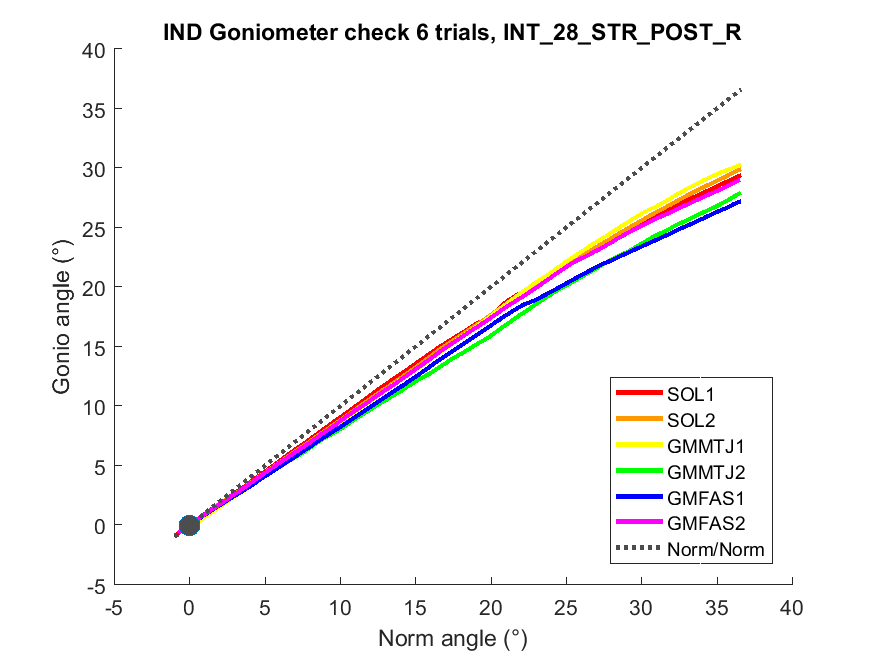 IND Goniometer check 6 trials, INT_28_STR_POST_R
40
35
30
25
20
15
10
5
0
-5
Gonio angle (°)
-5 0 5 10 15 20 25 30 35 40
Norm angle (°)
SOL1
SOL2
GMMTJ1
GMMTJ2
GMFAS1
GMFAS2
Norm/Norm